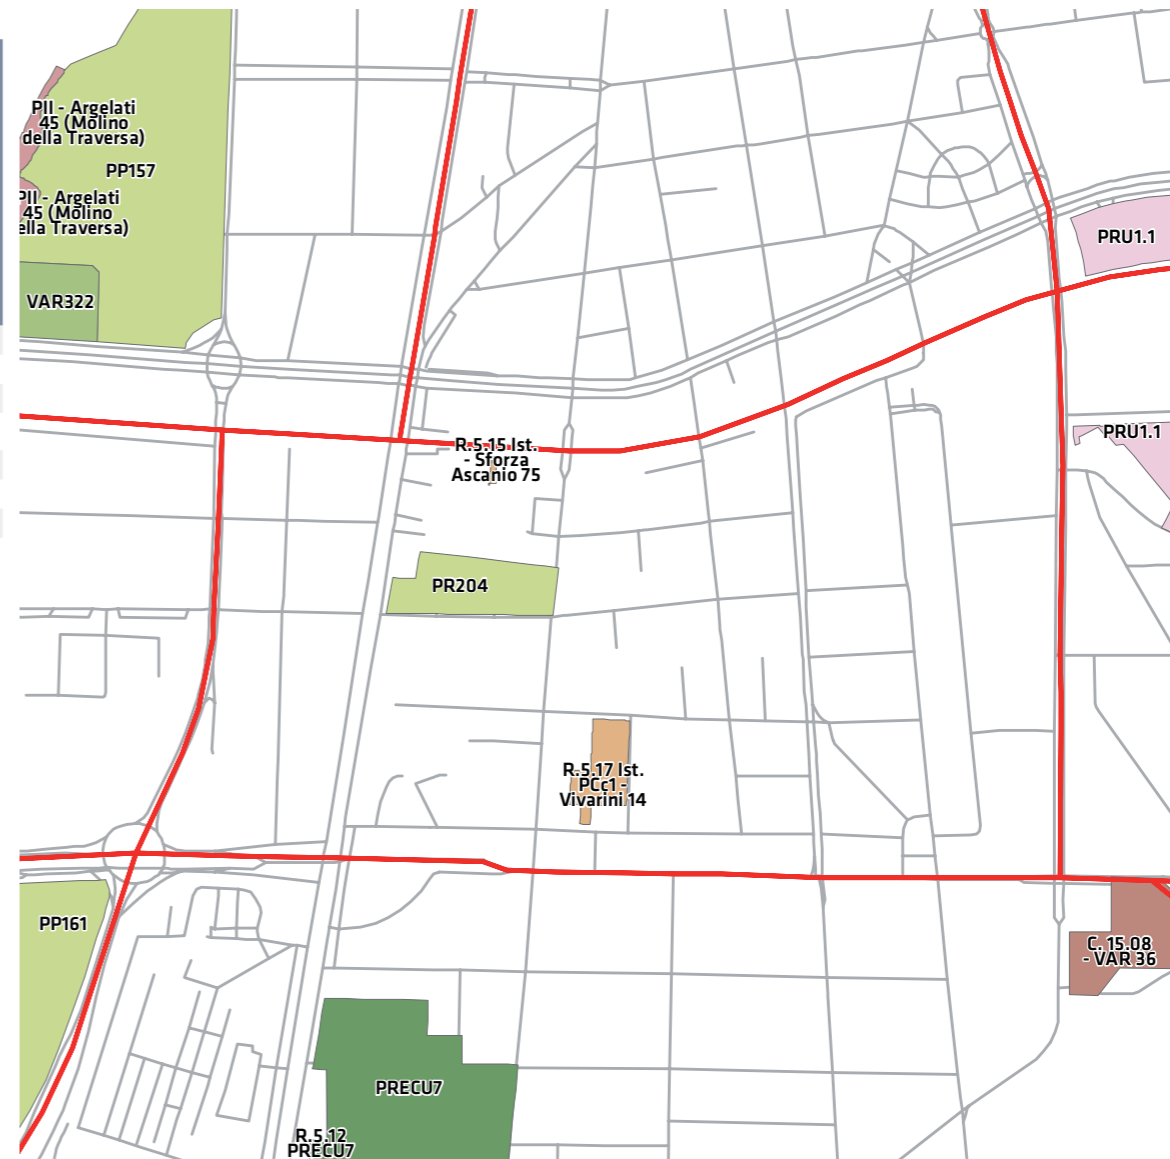 PII - Argelati
45 (Molino
della Traversa)
PP157
PII - Argelati
45 (Molino
ella Traversa)
VAR322
PRU1.1
PRU1.1
R.5.15 Ist.
- Sforza
Ascanio 75
PR204
R.5.17 Ist.
PCc1 -
Vivarini 14
PP161
C. 15.08
- VAR 36
PRECU7
R.5.12
PRECU7